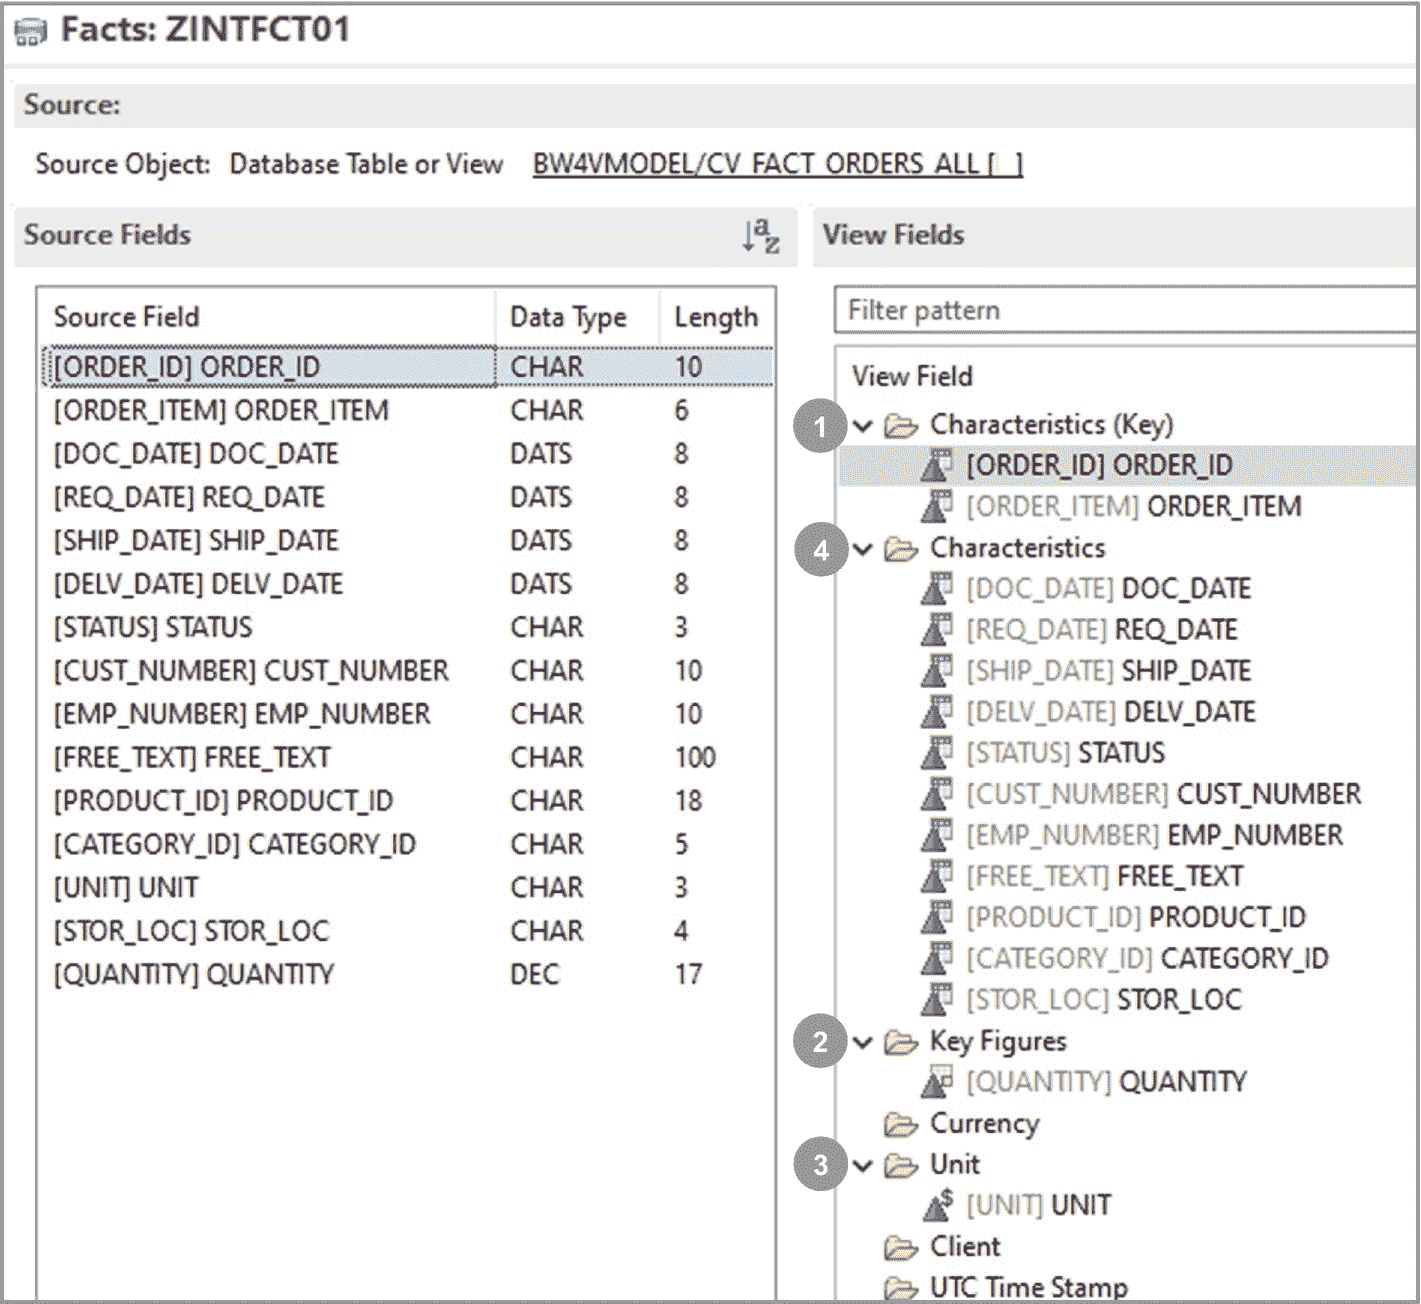 Facts: ZINTFCT01
Source:
Source Object: Database Table or View BW4VMODEL/CV_FACT_ORDERS_ALL [ ]
Source Fields
Source Field Data Type Length
[ORDER_ID] ORDER_ID CHAR 10
[ORDER_ITEM] ORDER_ITEM CHAR 6
[DOC_DATE] DOC_DATE DATS 8
[REQ_DATE] REQ_DATE DATS 8
[SHIP_DATE] SHIP_DATE DATS 8
[DELV_DATE] DELV_DATE DATS 8
[STATUS] STATUS CHAR 3
[CUST_NUMBER] CUST_NUMBER CHAR 10
[EMP_NUMBER] EMP_NUMBER CHAR 10
[FREE_TEXT] FREE_TEXT CHAR 100
[PRODUCT_ID] PRODUCT_ID CHAR 18
[CATEGORY_ID] CATEGORY_ID CHAR 5
[UNIT] UNIT CHAR 3
[STOR_LOC] STOR_LOC CHAR 4
[QUANTITY] QUANTITY DEC 17
View Fields
Filter pattern
View Field
1 Characteristics (Key)
[ORDER_ID] ORDER_ID
[ORDER_ITEM] ORDER_ITEM
4 Characteristics
[DOC_DATE] DOC_DATE
[REQ_DATE] REQ_DATE
[SHIP_DATE] SHIP_DATE
[DELV_DATE] DELV_DATE
[STATUS] STATUS
[CUST_NUMBER] CUST_NUMBER
[EMP_NUMBER] EMP_NUMBER
[FREE_TEXT] FREE_TEXT
[PRODUCT_ID] PRODUCT_ID
[CATEGORY_ID] CATEGORY_ID
[STOR_LOC] STOR_LOC
2 Key Figures
[QUANTITY] QUANTITY
Currency
3 Unit
[UNIT] UNIT
Client
UTC Time Stamp